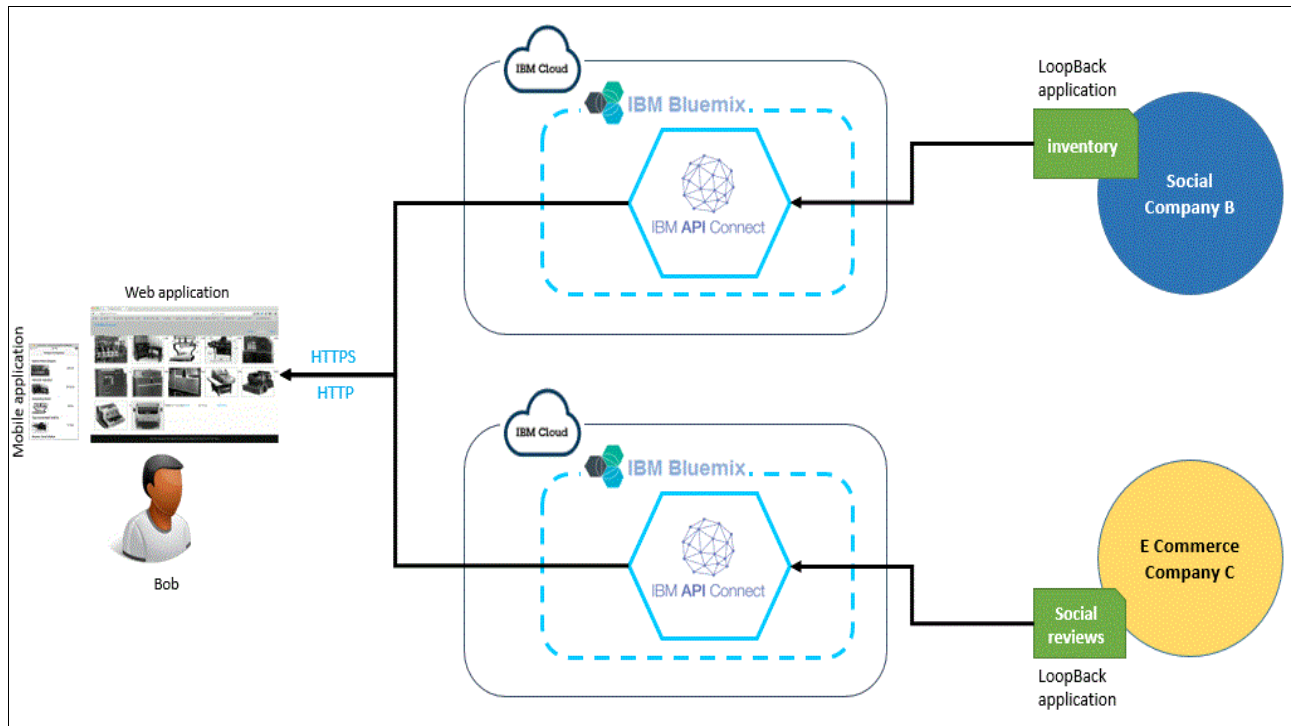 IBM Cloud
IBM Bluemix
IBM API Connect
LoopBack
application
inventory
Social
Company B
Web application
Mobile application
HTTPS
HTTP
Bob
IBM Cloud
IBM Bluemix
IBM API Connect
E Commerce
Company C
Social
reviews
LoopBack
application